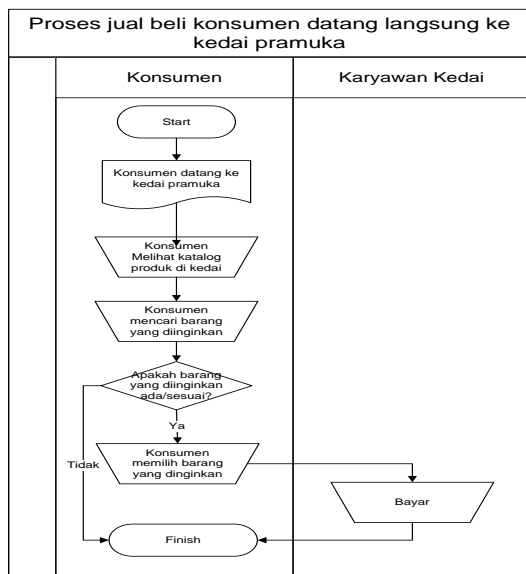 Proses jual beli konsumen datang langsung ke
kedai pramuka
Konsumen
Karyawan Kedai
Start
Konsumen datang ke
kedai pramuka
Konsumen
Melihat katalog
produk di kedai
Konsumen
mencari barang
yang diinginkan
Apakah barang
yang diinginkan
ada/sesuai?
Ya
Konsumen
memilih barang
yang dinginkan
Tidak
Bayar
Finish